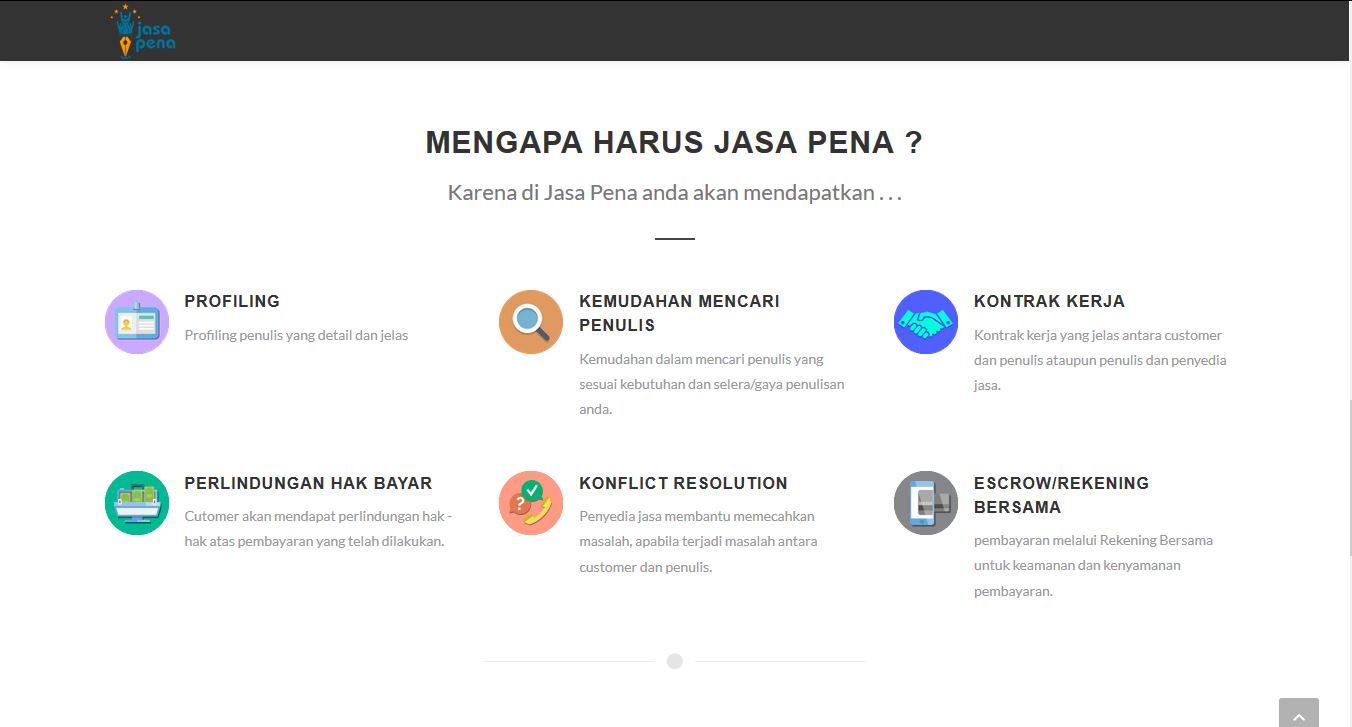 jasa
pena
MENGAPA HARUS JASA PENA ?
Karena di Jasa Pena anda akan mendapatkan . . .
PROFILING
Profiling penulis yang detail dan jelas
KEMUDAHAN MENCARI
PENULIS
Kemudahan dalam mencari penulis yang
sesuai kebutuhan dan selera/gaya penulisan
anda.
KONTRAK KERJA
Kontrak kerja yang jelas antara customer
dan penulis ataupun penulis dan penyedia
jasa.
PERLINDUNGAN HAK BAYAR
Cutomer akan mendapat perlindungan hak -
hak atas pembayaran yang telah dilakukan.
KONFLICT RESOLUTION
Penyedia jasa membantu memecahkan
masalah, apabila terjadi masalah antara
customer dan penulis.
ESCROW/REKENING
BERSAMA
pembayaran melalui Rekening Bersama
untuk keamanan dan kenyamanan
pembayaran.